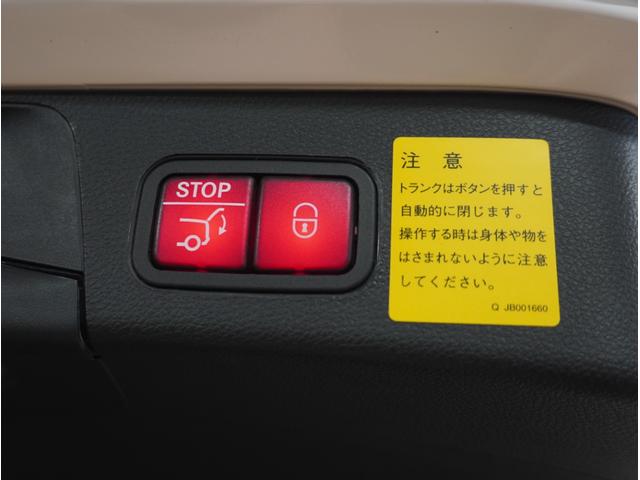 STOP
注意
トランクはボタンを押すと
自動的に閉じます。
操作する時は身体や物を
はさまれないように注意
してください。
Q JB001660